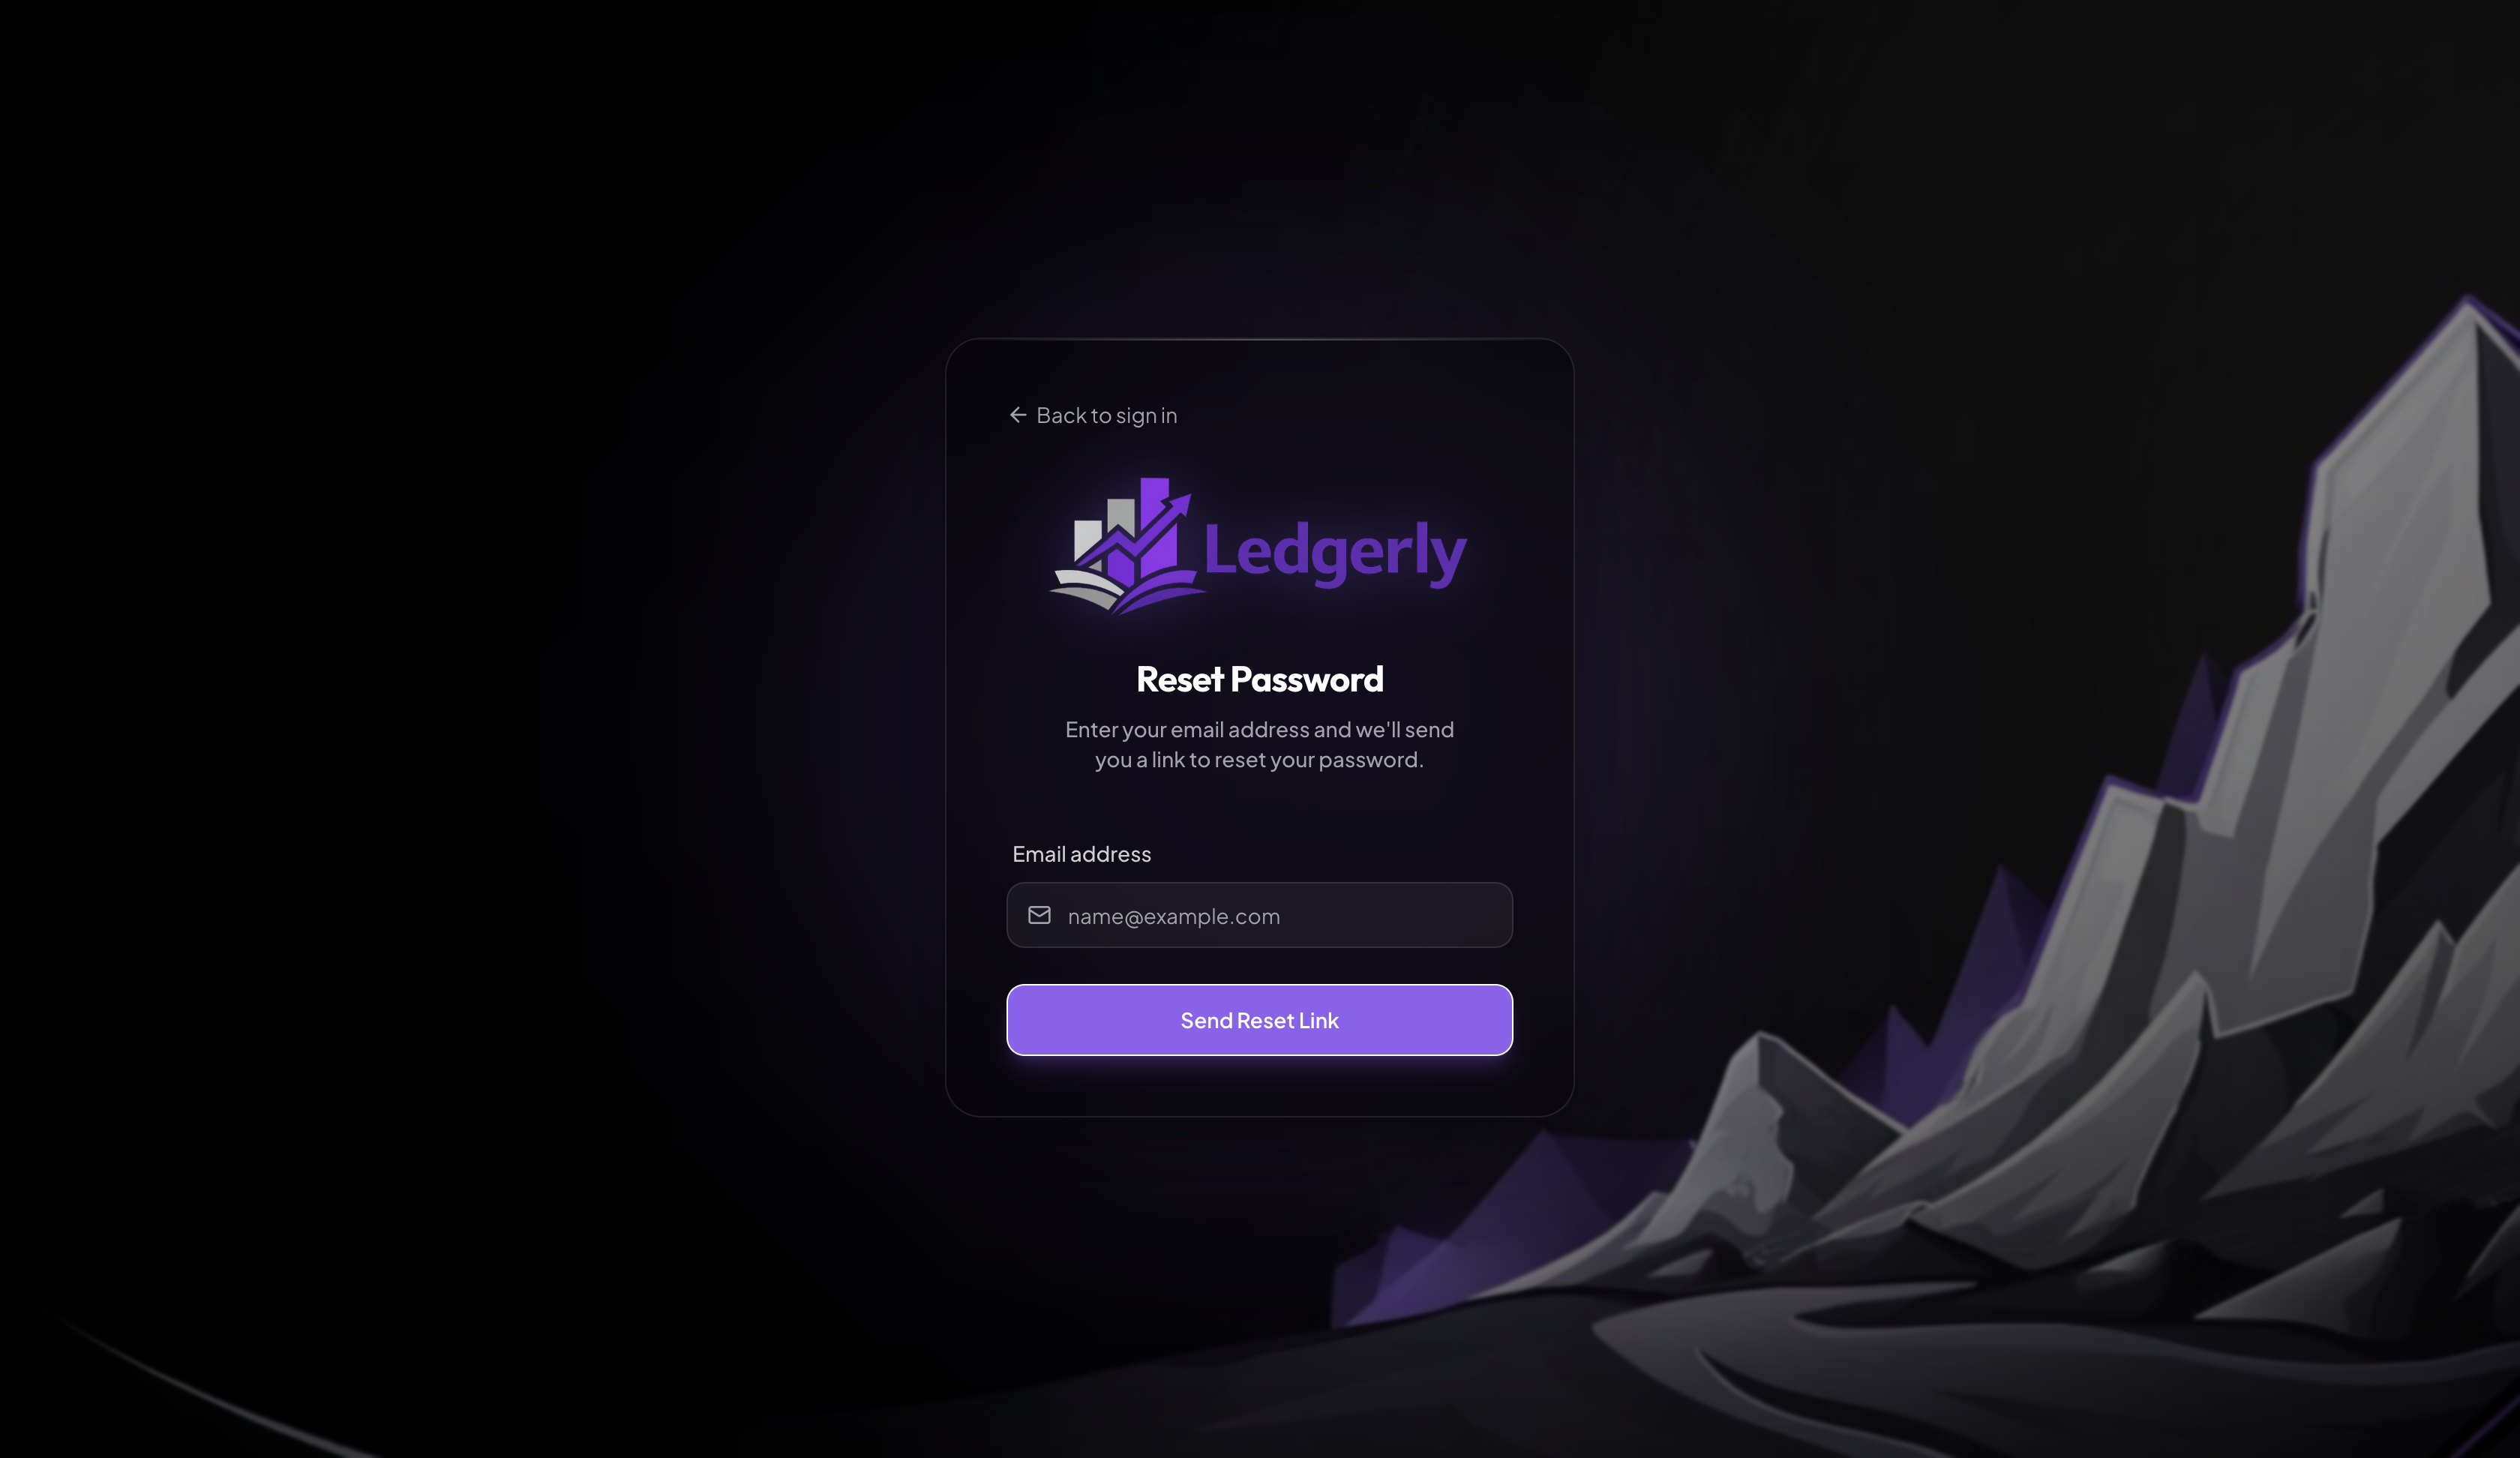 Back to sign in
Ledgerly
Reset Password
Enter your email address and we'll send
you a link to reset your password.
Email address
name@example.com
Send Reset Link